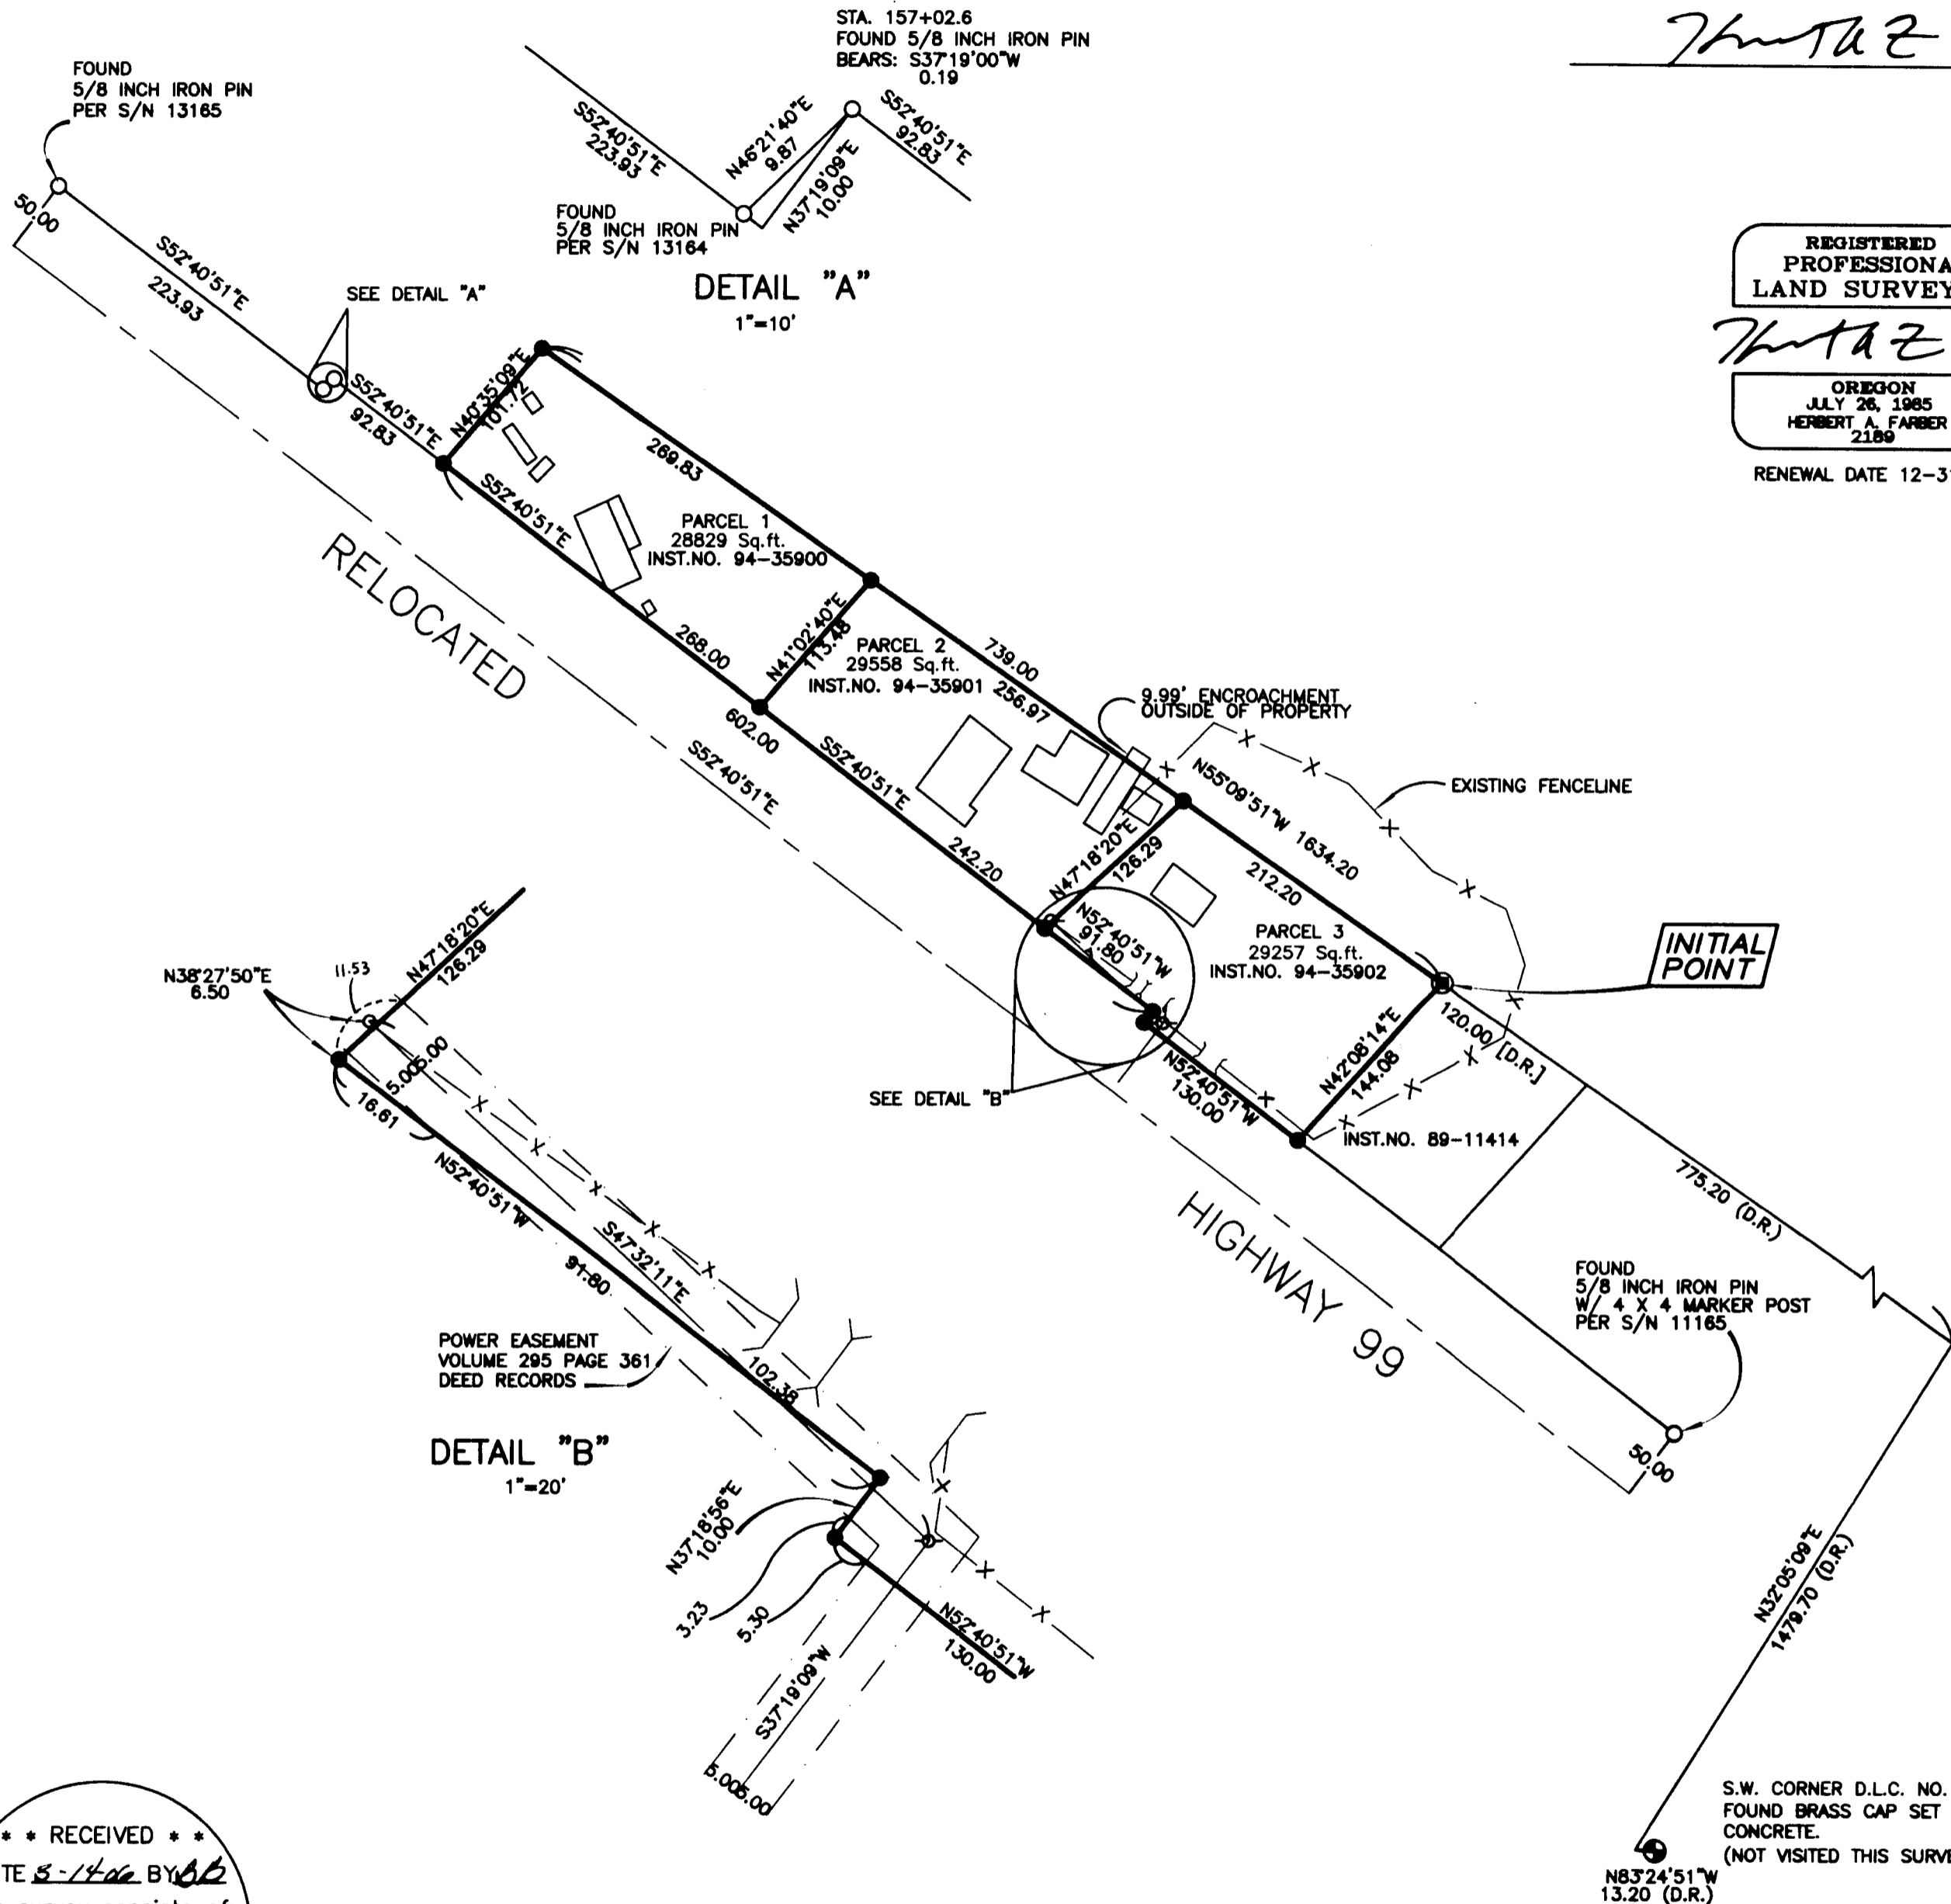 STA. 157+02.6
FOUND 5/8 INCH IRON PIN
BEARS: S37°19'00"W
0.19
FOUND
5/8 INCH IRON PIN
PER S/N 13165
S52°40'51"E
223.93
N46°21'40"E
9.87
N37°19'09"E
10.00
S52°40'51"E
92.83
FOUND
5/8 INCH IRON PIN
PER S/N 13164
DETAIL "A"
1"=10'
REGISTERED
PROFESSIONA
LAND SURVEY
OREGON
JULY 26, 1985
HERBERT A. FARBER
2189
RENEWAL DATE 12-3
50.00
S52°40'51"E
223.93
SEE DETAIL "A"
S52°40'51"E
92.83
N40°35'09"E
101.72
269.83
S52°40'51"E
268.00
PARCEL 1
28829 Sq.ft.
INST.NO. 94-35900
RELOCATED
N41°02'40"E
113.48
PARCEL 2
29558 Sq.ft.
INST.NO. 94-35901
739.00
256.97
602.00
S52°40'51"E
S52°40'51"E
242.20
9.99' ENCROACHMENT
OUTSIDE OF PROPERTY
EXISTING FENCELINE
N55°09'51"W 1634.20
N47°18'20"E
126.29
212.20
N52°40'51"W
91.80
PARCEL 3
29257 Sq.ft.
INST.NO. 94-35902
INITIAL
POINT
N42°08'14"E
144.08
120.00 [D.R.]
N52°40'51"W
130.00
SEE DETAIL "B"
INST.NO. 89-11414
775.20 (D.R.)
HIGHWAY 99
FOUND
5/8 INCH IRON PIN
W/ 4 X 4 MARKER POST
PER S/N 11165
50.00
N38°27'50"E
6.50
11.53
N47°18'20"E
126.29
5.00
5.00
16.61
N52°40'51"W
91.80
S47°32'11"E
102.38
POWER EASEMENT
VOLUME 295 PAGE 361
DEED RECORDS
DETAIL "B"
1"=20'
N37°18'56"E
10.00
3.23
5.30
N52°40'51"W
130.00
S37°19'09"W
5.00
5.00
N32°05'09"E
1479.70 (D.R.)
S.W. CORNER D.L.C. NO.
FOUND BRASS CAP SET
CONCRETE.
(NOT VISITED THIS SURVE
N83°24'51"W
13.20 (D.R.)
* * RECEIVED * *
TE BY BB